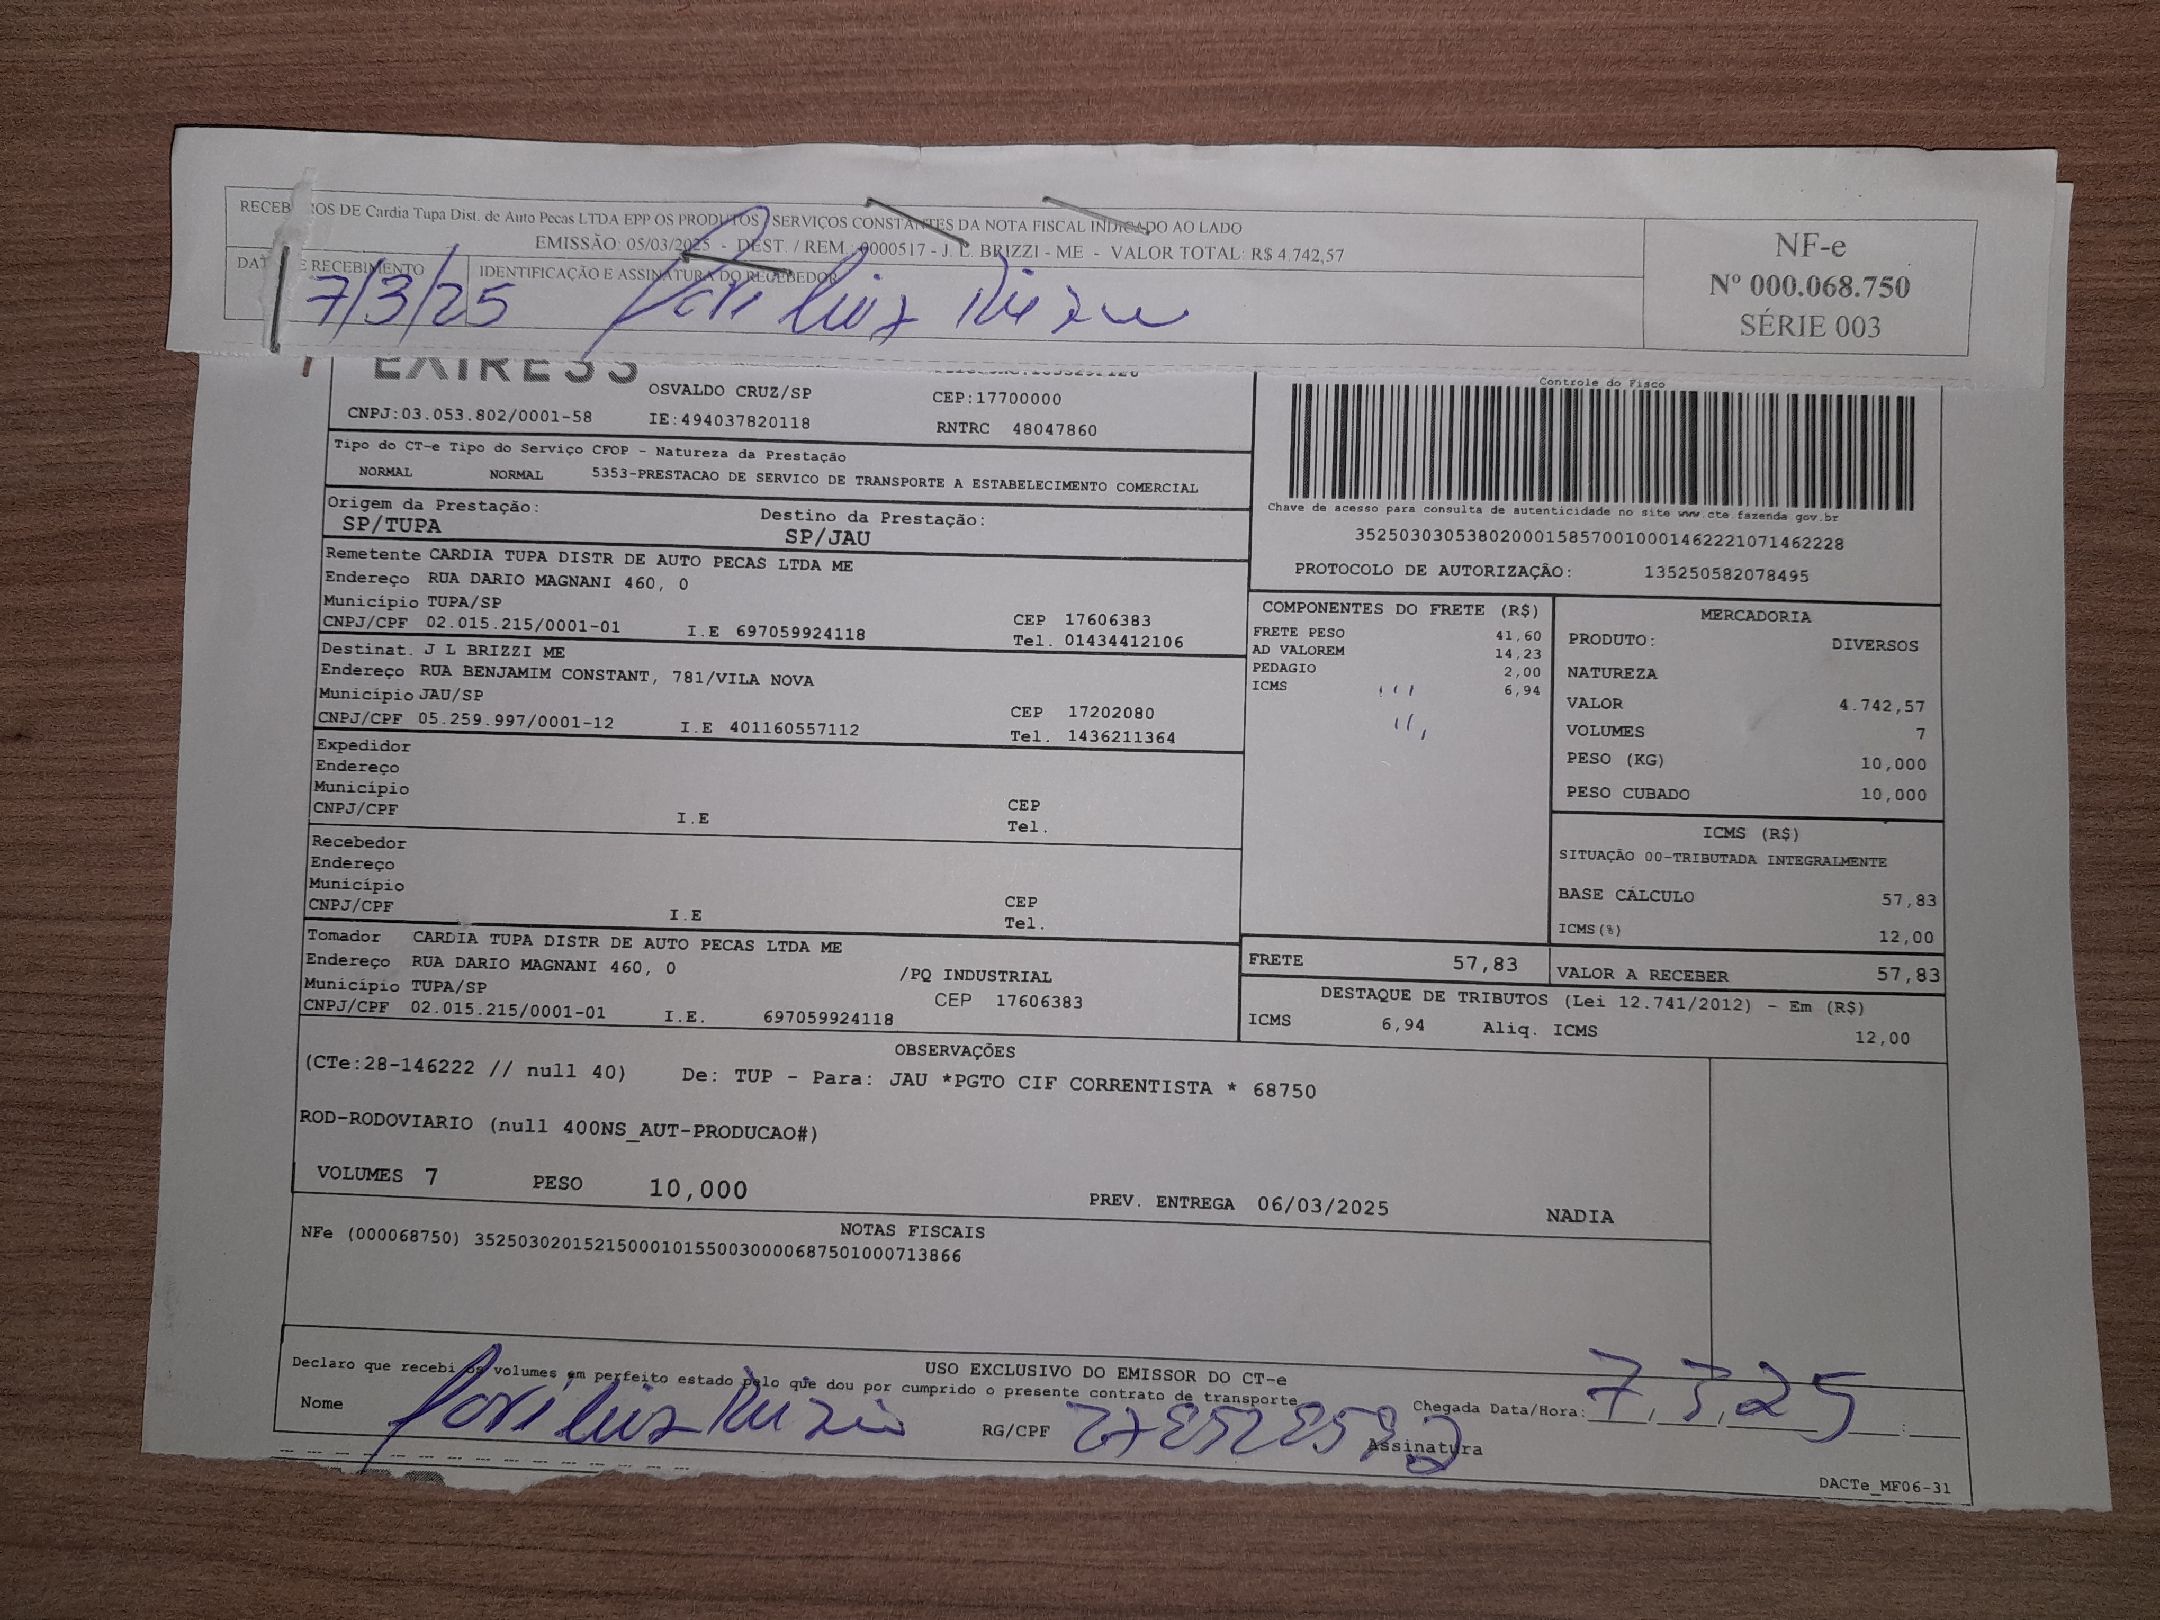 RECEB OS DE Cardia Tupa Dist. de Auto Pecas LTDA EPP OS PRODUTOS / SERVIÇOS CONSTANTES DA NOTA FISCAL INDICADO AO LADO
EMISSÃO: 05/03/2025 - DEST. / REM.: 0000517 - J. L. BRIZZI - ME - VALOR TOTAL: R$ 4.742,57
DAT E RECEBIMENTO
7/3/25
IDENTIFICAÇÃO E ASSINATURA DO RECEBEDOR
NF-e
Nº 000.068.750
SÉRIE 003
EXPRESS
OSVALDO CRUZ/SP CEP:17700000
CNPJ:03.053.802/0001-58 IE:494037820118 RNTRC 48047860
Tipo do CT-e Tipo do Serviço CFOP - Natureza da Prestação
NORMAL NORMAL 5353-PRESTACAO DE SERVICO DE TRANSPORTE A ESTABELECIMENTO COMERCIAL
Origem da Prestação: Destino da Prestação:
SP/TUPA SP/JAU
Controle do Fisco
Chave de acesso para consulta de autenticidade no site www.cte.fazenda gov.br
35250303053802000158570010001462221071462228
PROTOCOLO DE AUTORIZAÇÃO: 135250582078495
Remetente CARDIA TUPA DISTR DE AUTO PECAS LTDA ME
Endereço RUA DARIO MAGNANI 460, 0
Município TUPA/SP CEP 17606383
CNPJ/CPF 02.015.215/0001-01 I.E 697059924118 Tel. 01434412106
Destinat. J L BRIZZI ME
Endereço RUA BENJAMIM CONSTANT, 781/VILA NOVA
Município JAU/SP CEP 17202080
CNPJ/CPF 05.259.997/0001-12 I.E 401160557112 Tel. 1436211364
Expedidor
Endereço
Município CEP
CNPJ/CPF I.E Tel.
Recebedor
Endereço
Município CEP
CNPJ/CPF I.E Tel.
Tomador CARDIA TUPA DISTR DE AUTO PECAS LTDA ME
Endereço RUA DARIO MAGNANI 460, 0 /PQ INDUSTRIAL
Município TUPA/SP CEP 17606383
CNPJ/CPF 02.015.215/0001-01 I.E. 697059924118
COMPONENTES DO FRETE (R$)
FRETE PESO 41,60
AD VALOREM 14,23
PEDAGIO 2,00
ICMS 6,94
MERCADORIA
PRODUTO: DIVERSOS
NATUREZA
VALOR 4.742,57
VOLUMES 7
PESO (KG) 10,000
PESO CUBADO 10,000
ICMS (R$)
SITUAÇÃO 00-TRIBUTADA INTEGRALMENTE
BASE CÁLCULO 57,83
ICMS(%) 12,00
FRETE 57,83 VALOR A RECEBER 57,83
DESTAQUE DE TRIBUTOS (Lei 12.741/2012) - Em (R$)
ICMS 6,94 Aliq. ICMS 12,00
OBSERVAÇÕES
(CTe:28-146222 // null 40) De: TUP - Para: JAU *PGTO CIF CORRENTISTA * 68750
ROD-RODOVIARIO (null 400NS_AUT-PRODUCAO#)
VOLUMES 7 PESO 10,000 PREV. ENTREGA 06/03/2025 NADIA
NOTAS FISCAIS
NFe (000068750) 35250302015215000101550030000687501000713866
USO EXCLUSIVO DO EMISSOR DO CT-e
Declaro que recebi os volumes em perfeito estado pelo que dou por cumprido o presente contrato de transporte
Chegada Data/Hora: 7,3,25
Nome RG/CPF Assinatura
DACTe_MF06-31